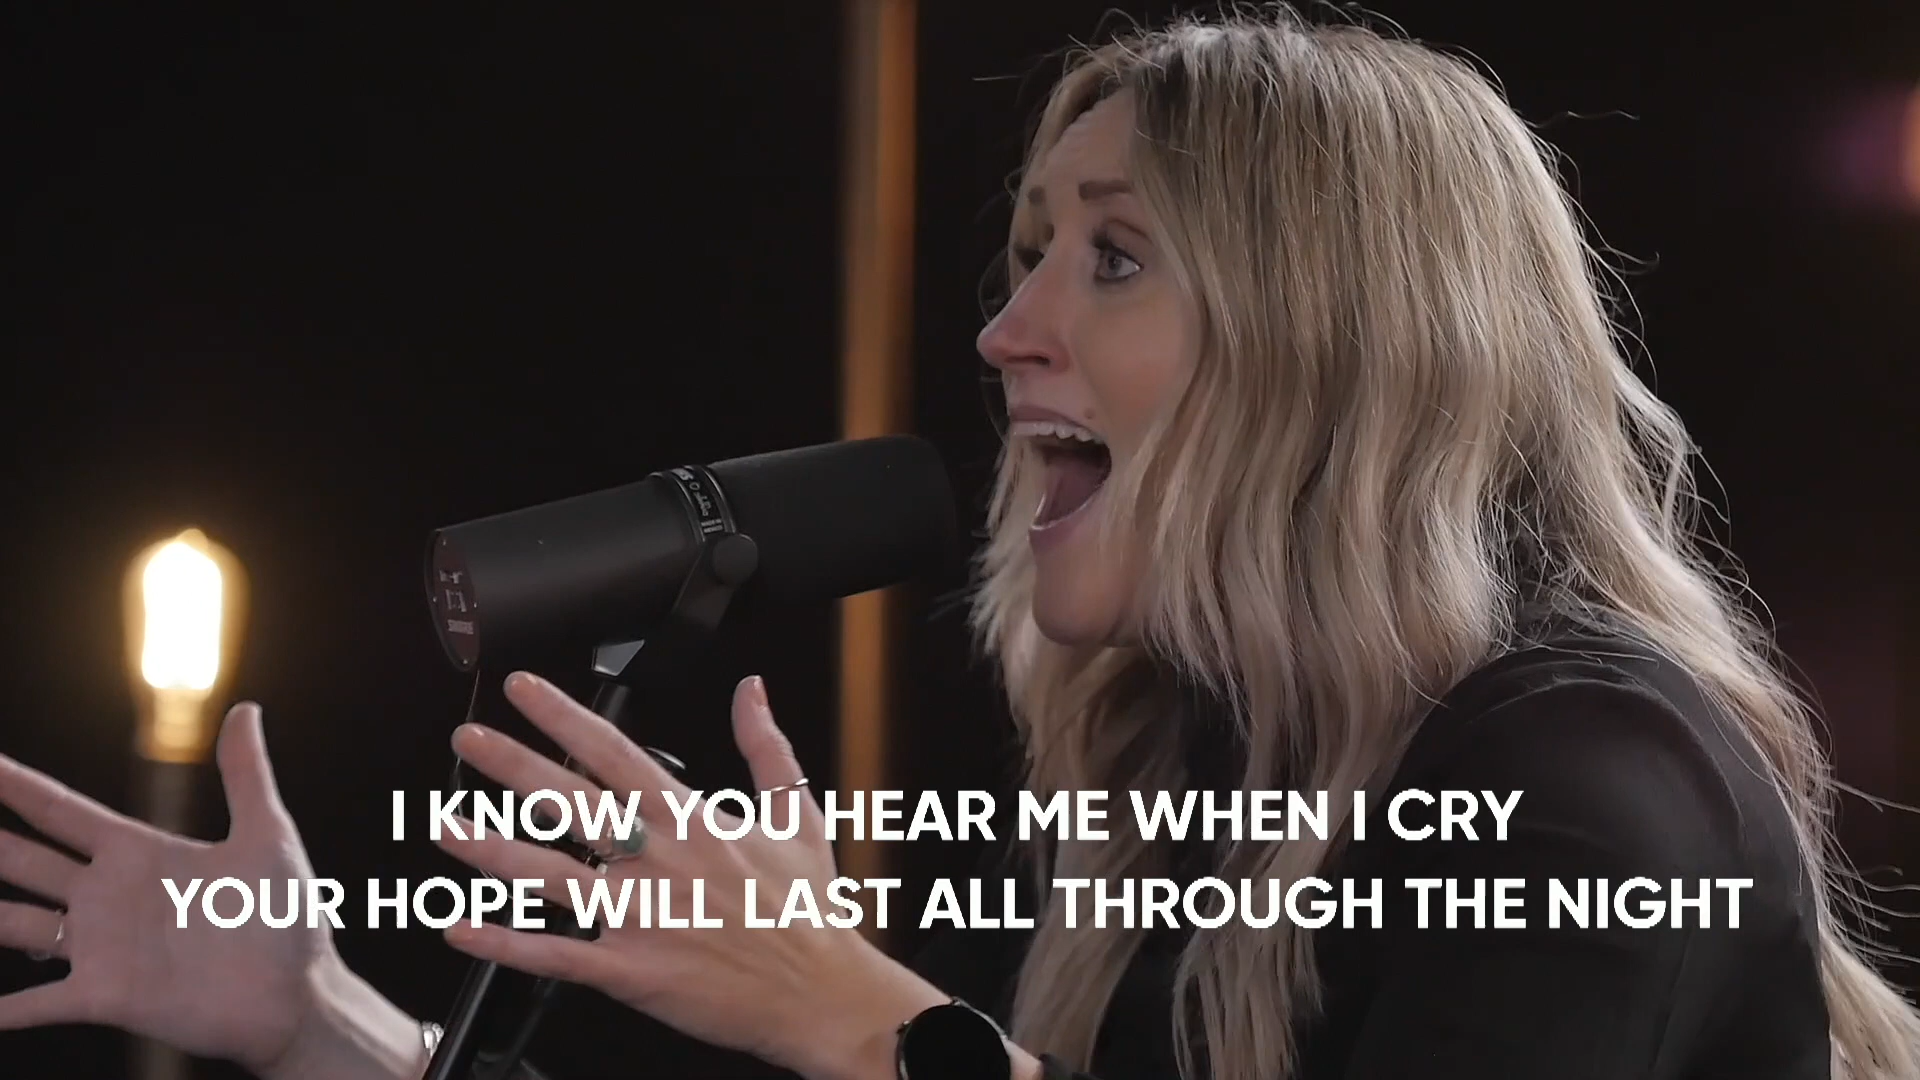 I KNOW YOU HEAR ME WHEN I CRY
YOUR HOPE WILL LAST ALL THROUGH THE NIGHT